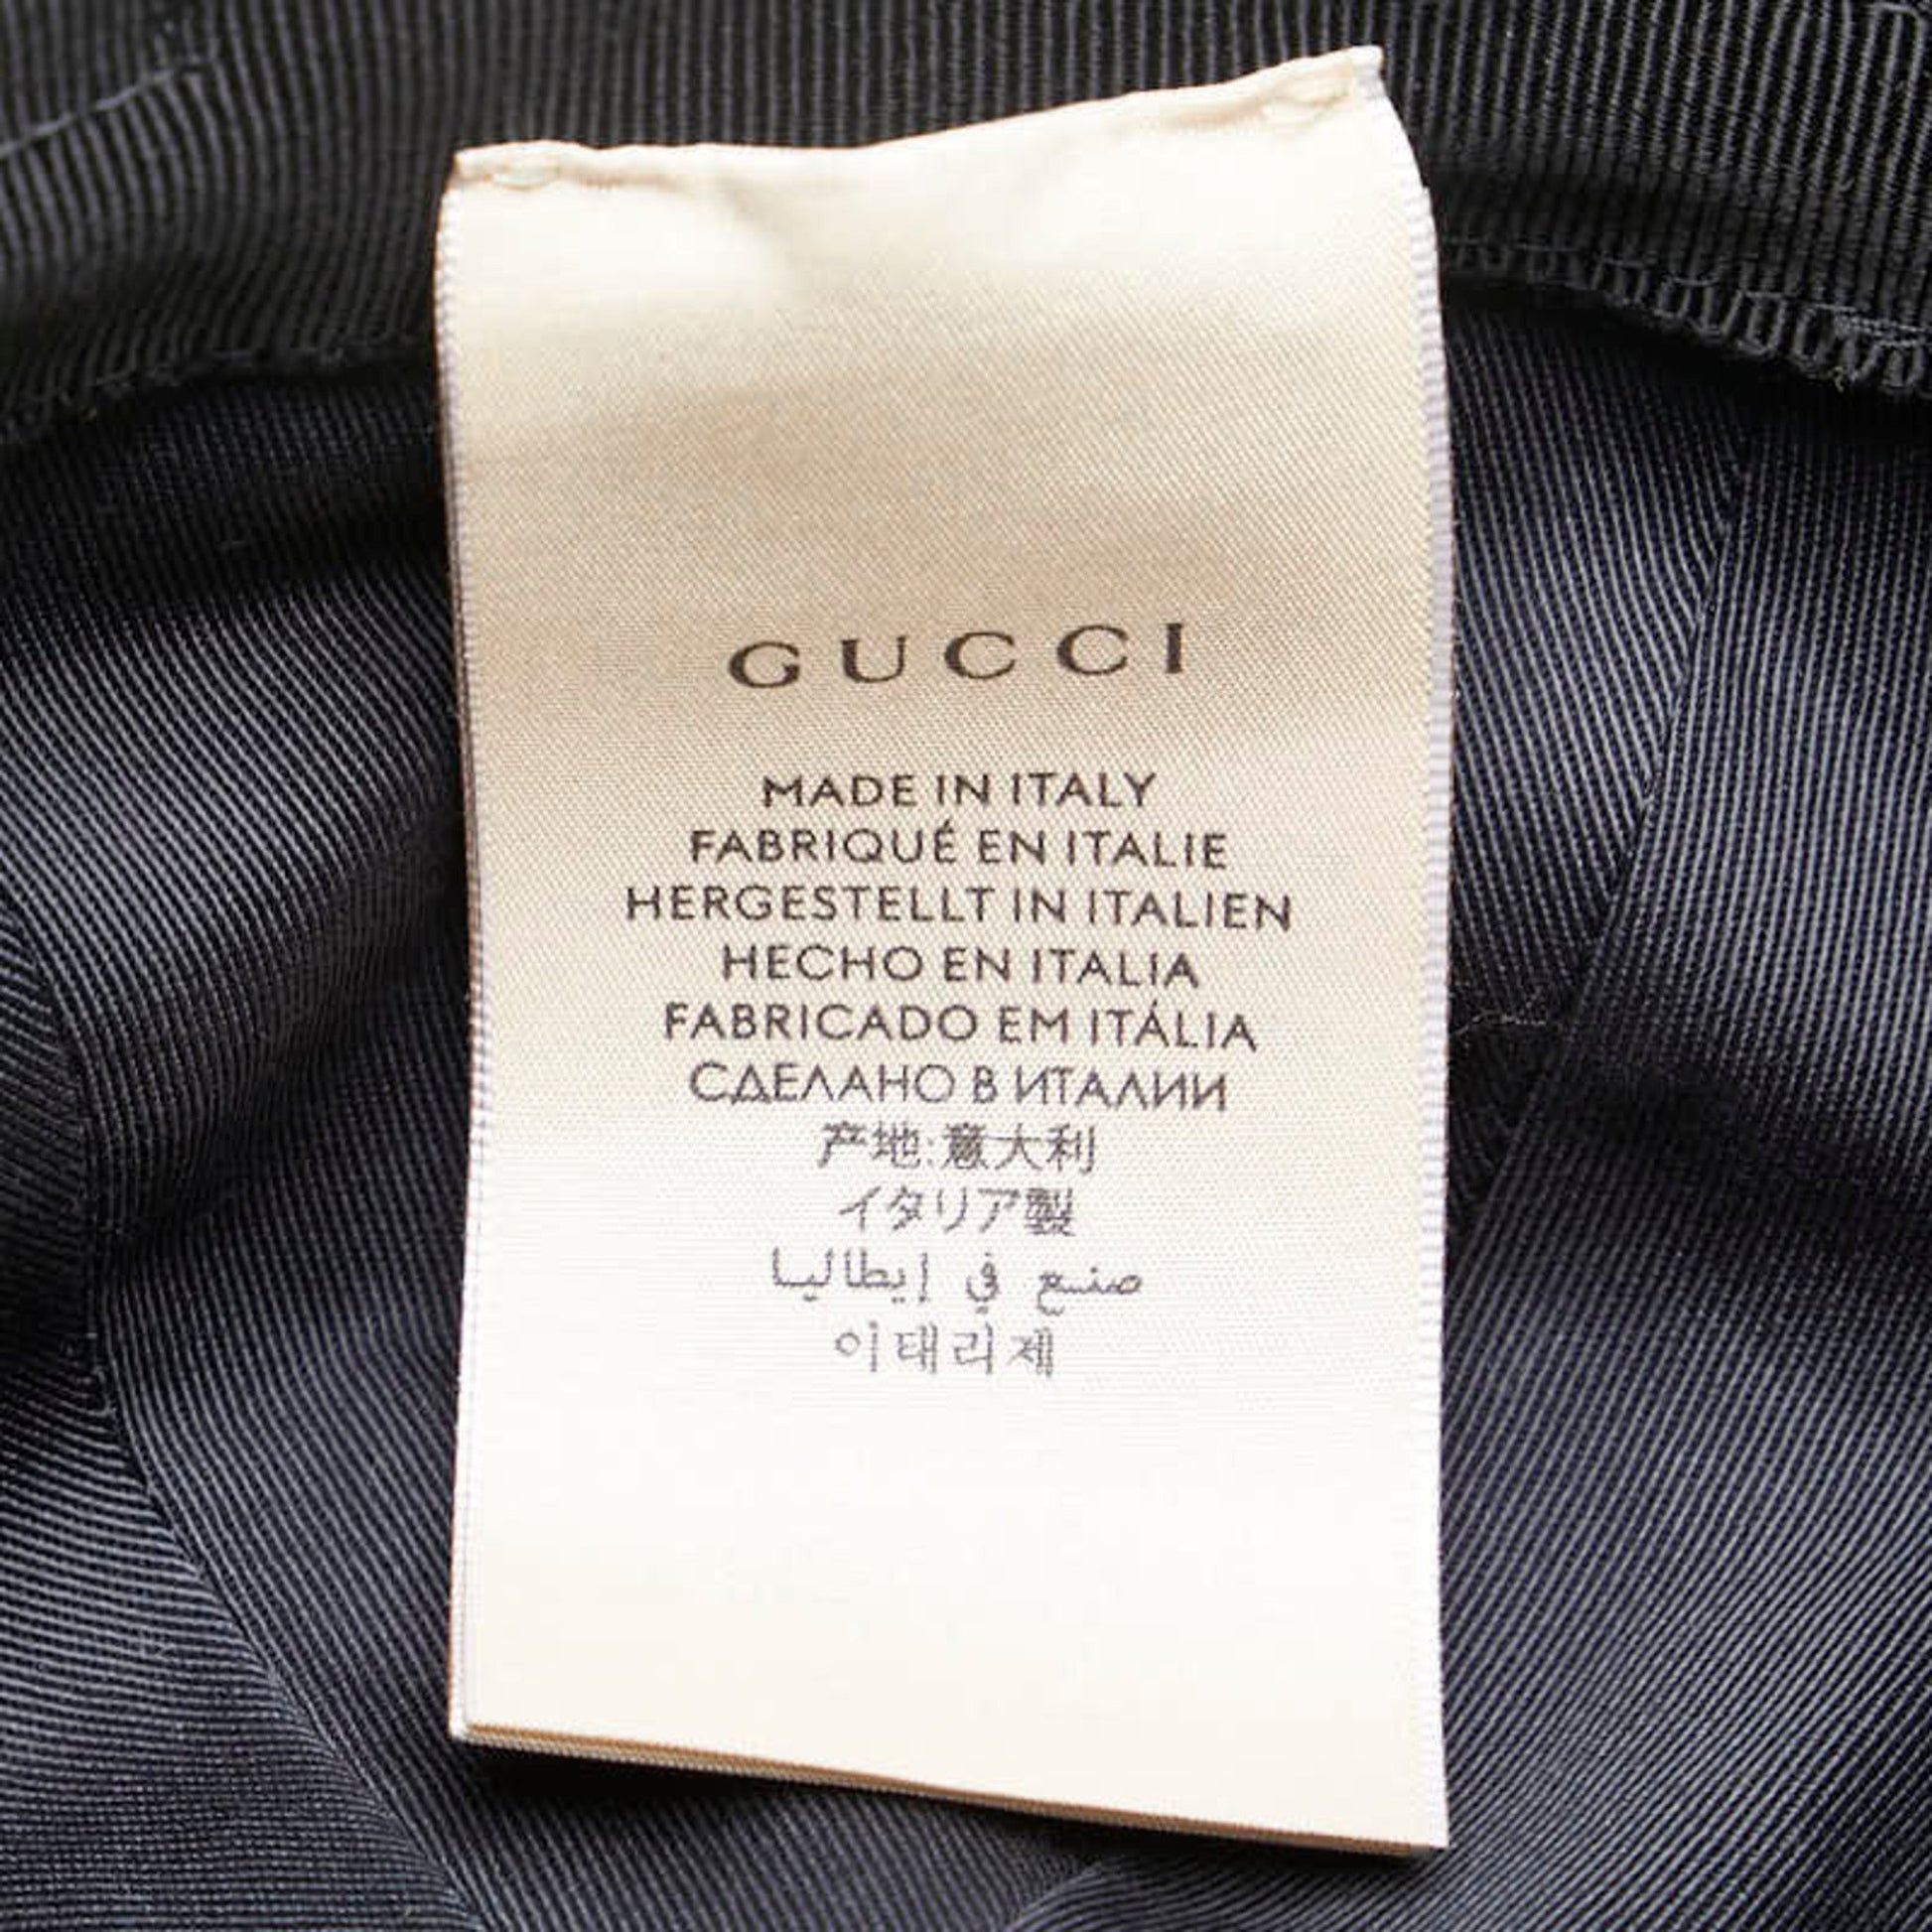 GUCCI
MADE IN ITALY
FABRIQUÉ EN ITALIE
HERGESTELLT IN ITALIEN
HECHO EN ITALIA
FABRICADO EM ITÁLIA
СДЕЛАНО В ИТАЛИИ
产地:意大利
イタリア製
صنع في إيطاليا
이태리제